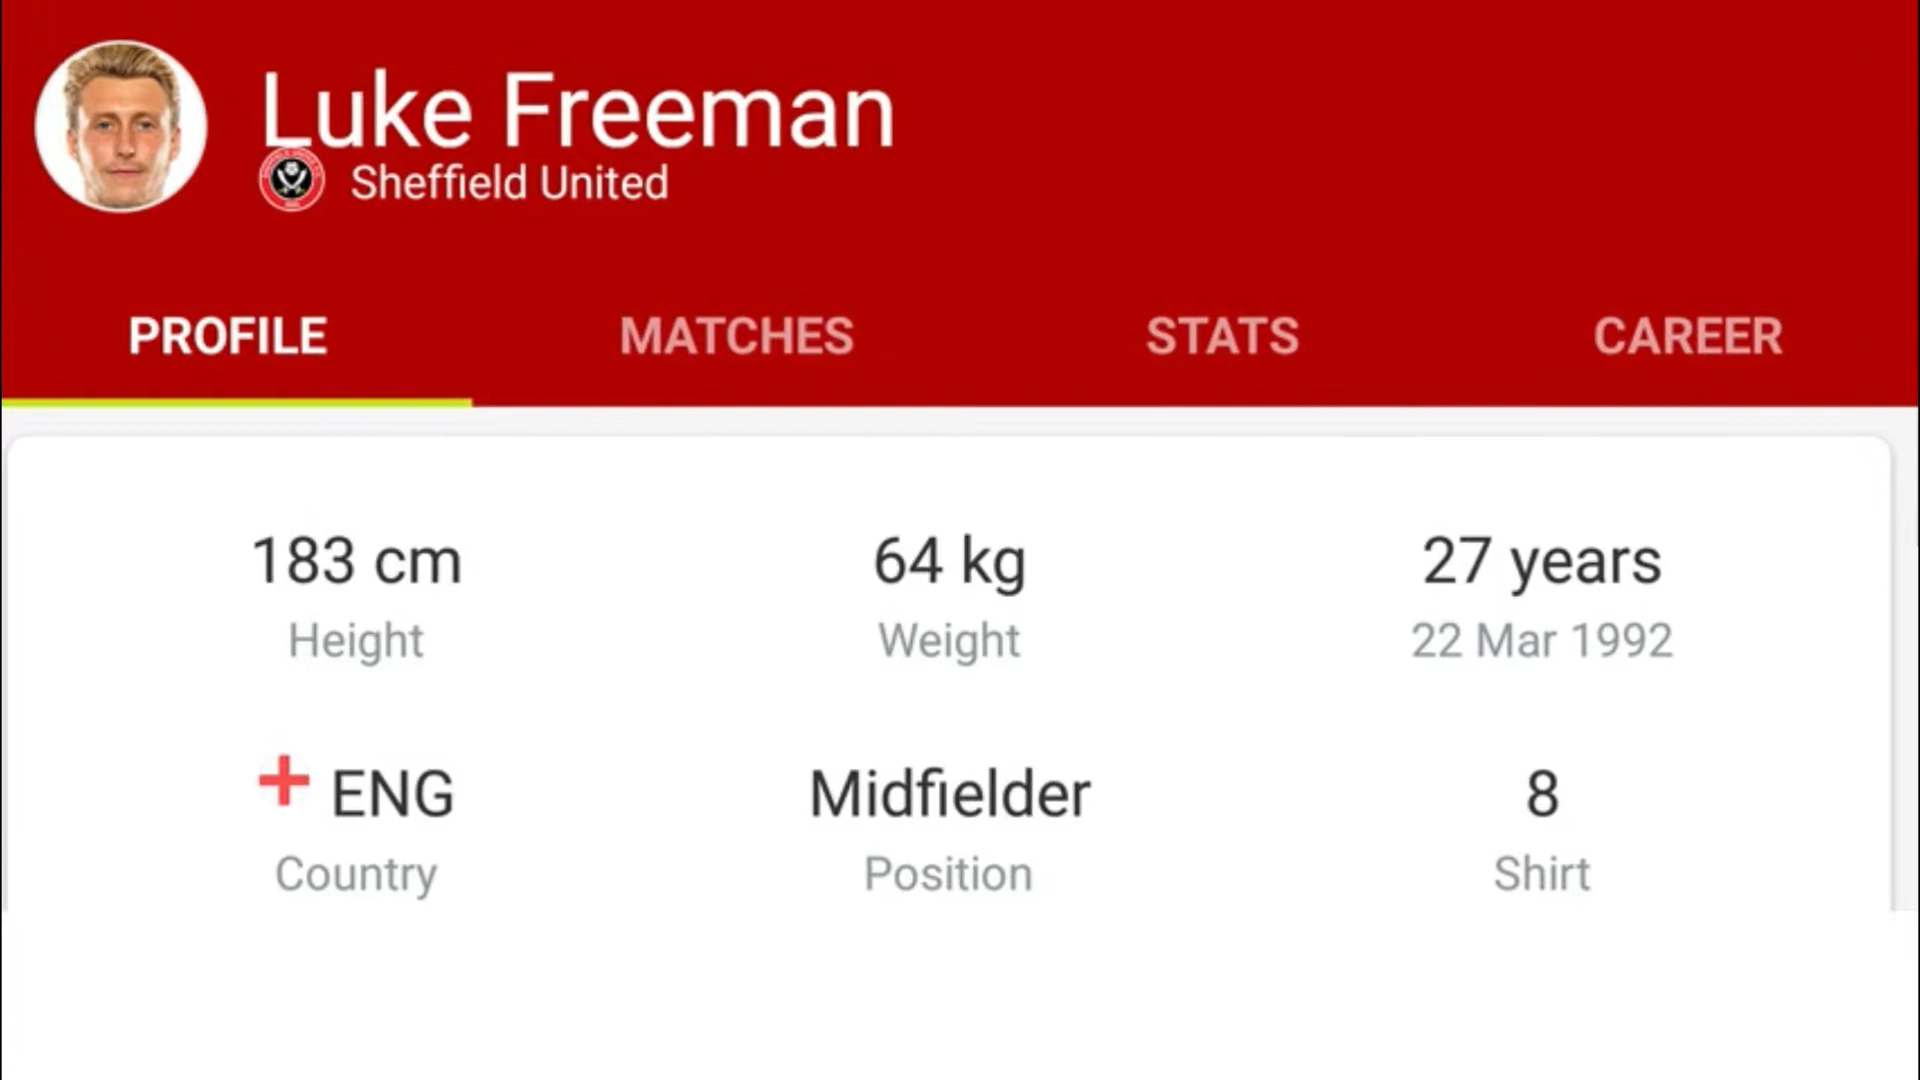 Luke Freeman
Sheffield United
PROFILE MATCHES STATS CAREER
183 cm 64 kg 27 years
Height Weight 22 Mar 1992
ENG Midfielder 8
Country Position Shirt